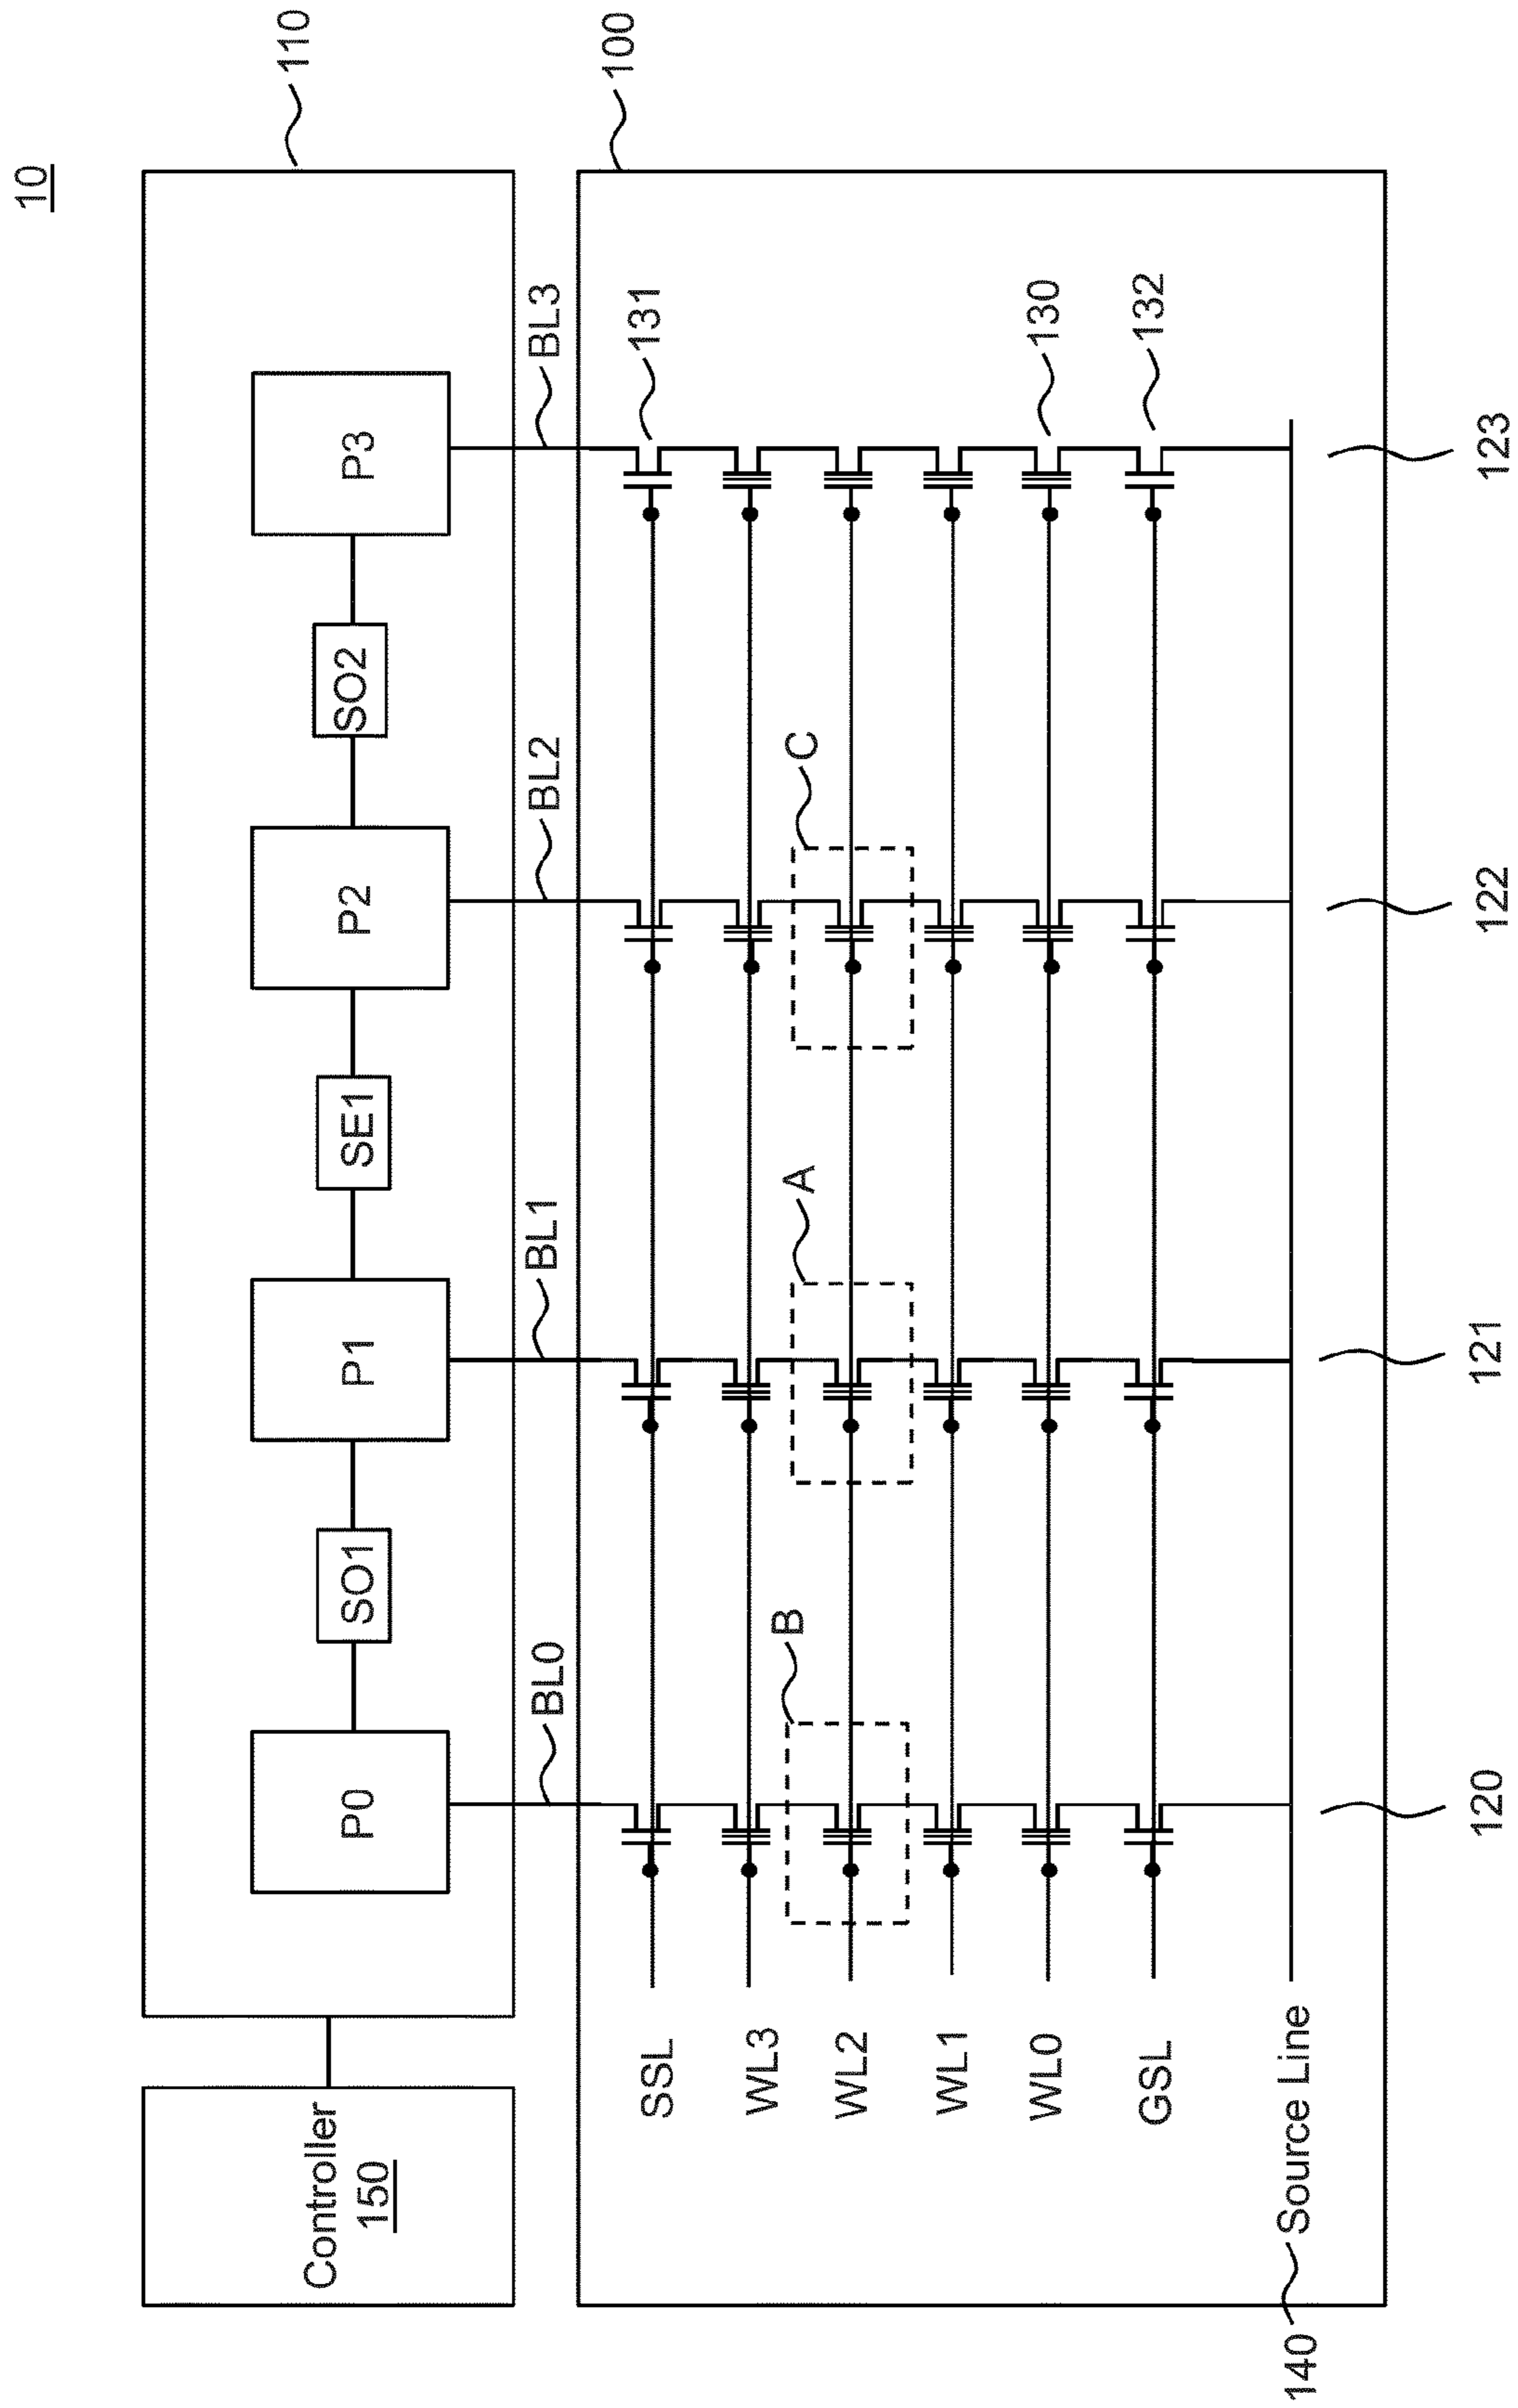 10
110
Controller
150
P0
SO1
P1
SE1
P2
SO2
P3
BL0
BL1
BL2
BL3
100
SSL
131
WL3
B
A
C
WL2
WL1
WL0
130
GSL
132
140
Source Line
120
121
122
123